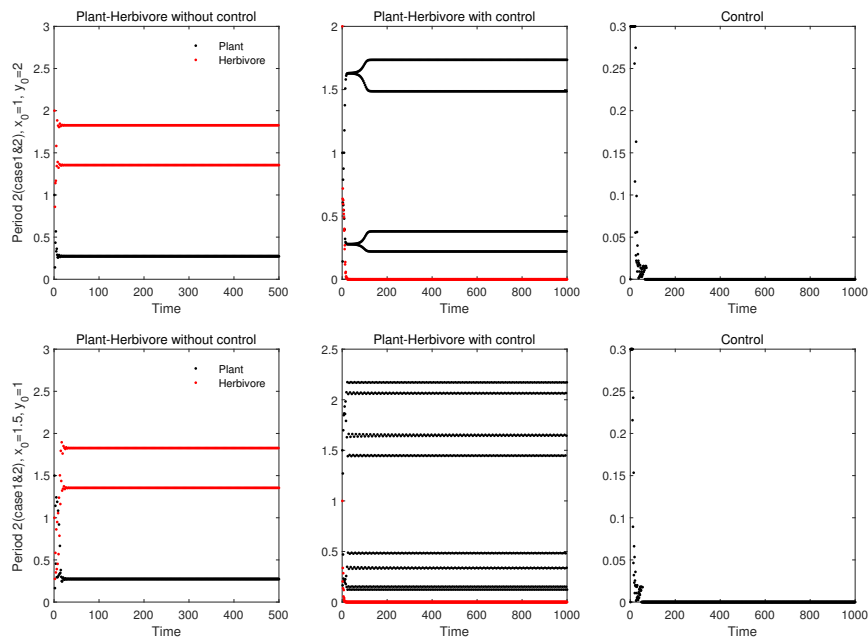 Plant-Herbivore without control
Plant-Herbivore with control
Control
Period 2(case1&2), x_0=1, y_0=2
3
2.5
2
1.5
1
0.5
0
Plant
Herbivore
0 100 200 300 400 500
Time
2
1.5
1
0.5
0
0 200 400 600 800 1000
Time
0.3
0.25
0.2
0.15
0.1
0.05
0
0 200 400 600 800 1000
Time
Plant-Herbivore without control
Plant-Herbivore with control
Control
Period 2(case1&2), x_0=1.5, y_0=1
3
2.5
2
1.5
1
0.5
0
Plant
Herbivore
0 100 200 300 400 500
Time
2.5
2
1.5
1
0.5
0
0 200 400 600 800 1000
Time
0.3
0.25
0.2
0.15
0.1
0.05
0
0 200 400 600 800 1000
Time